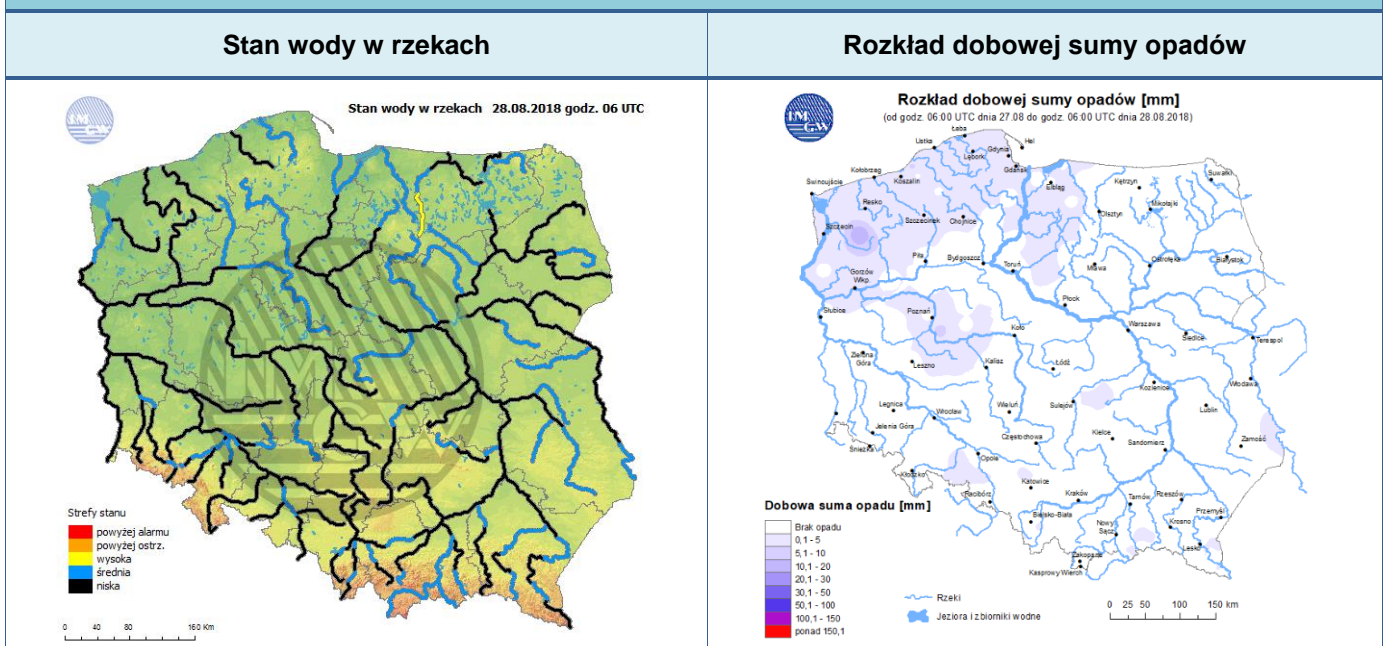 Stan wody w rzekach
Rozkład dobowej sumy opadów
IMGW
Stan wody w rzekach 28.08.2018 godz. 06 UTC
Strefy stanu
powyżej alarmu
powyżej ostrz.
wysoka
średnia
niska
0 40 80 160 Km
IMGW
Rozkład dobowej sumy opadów [mm]
(od godz. 06:00 UTC dnia 27.08 do godz. 06:00 UTC dnia 28.08.2018)
Łeba
Ustka
Hel
Gdynia
Lębork
Gdańsk
Kołobrzeg
Koszalin
Elbląg
Kętrzyn
Suwałki
Świnoujście
Resko
Mikołajki
Szczecinek
Chojnice
Olsztyn
Szczecin
Piła
Bydgoszcz
Toruń
Mława
Ostrołęka
Białystok
Gorzów
Wkp.
Płock
Słubice
Poznań
Koło
Warszawa
Siedlce
Terespol
Zielona
Góra
Leszno
Kalisz
Łódź
Kozienice
Włodawa
Legnica
Wrocław
Wieluń
Sulejów
Lublin
Jelenia Góra
Częstochowa
Kielce
Sandomierz
Zamość
Śnieżka
Opole
Kłodzko
Katowice
Racibórz
Kraków
Tarnów
Rzeszów
Przemyśl
Bielsko-Biała
Nowy
Sącz
Krosno
Lesko
Zakopane
Kasprowy Wierch
Dobowa suma opadu [mm]
Brak opadu
0,1 - 5
5,1 - 10
10,1 - 20
20,1 - 30
30,1 - 50
50,1 - 100
100,1 - 150
ponad 150,1
Rzeki
Jeziora i zbiorniki wodne
0 25 50 100 150 km